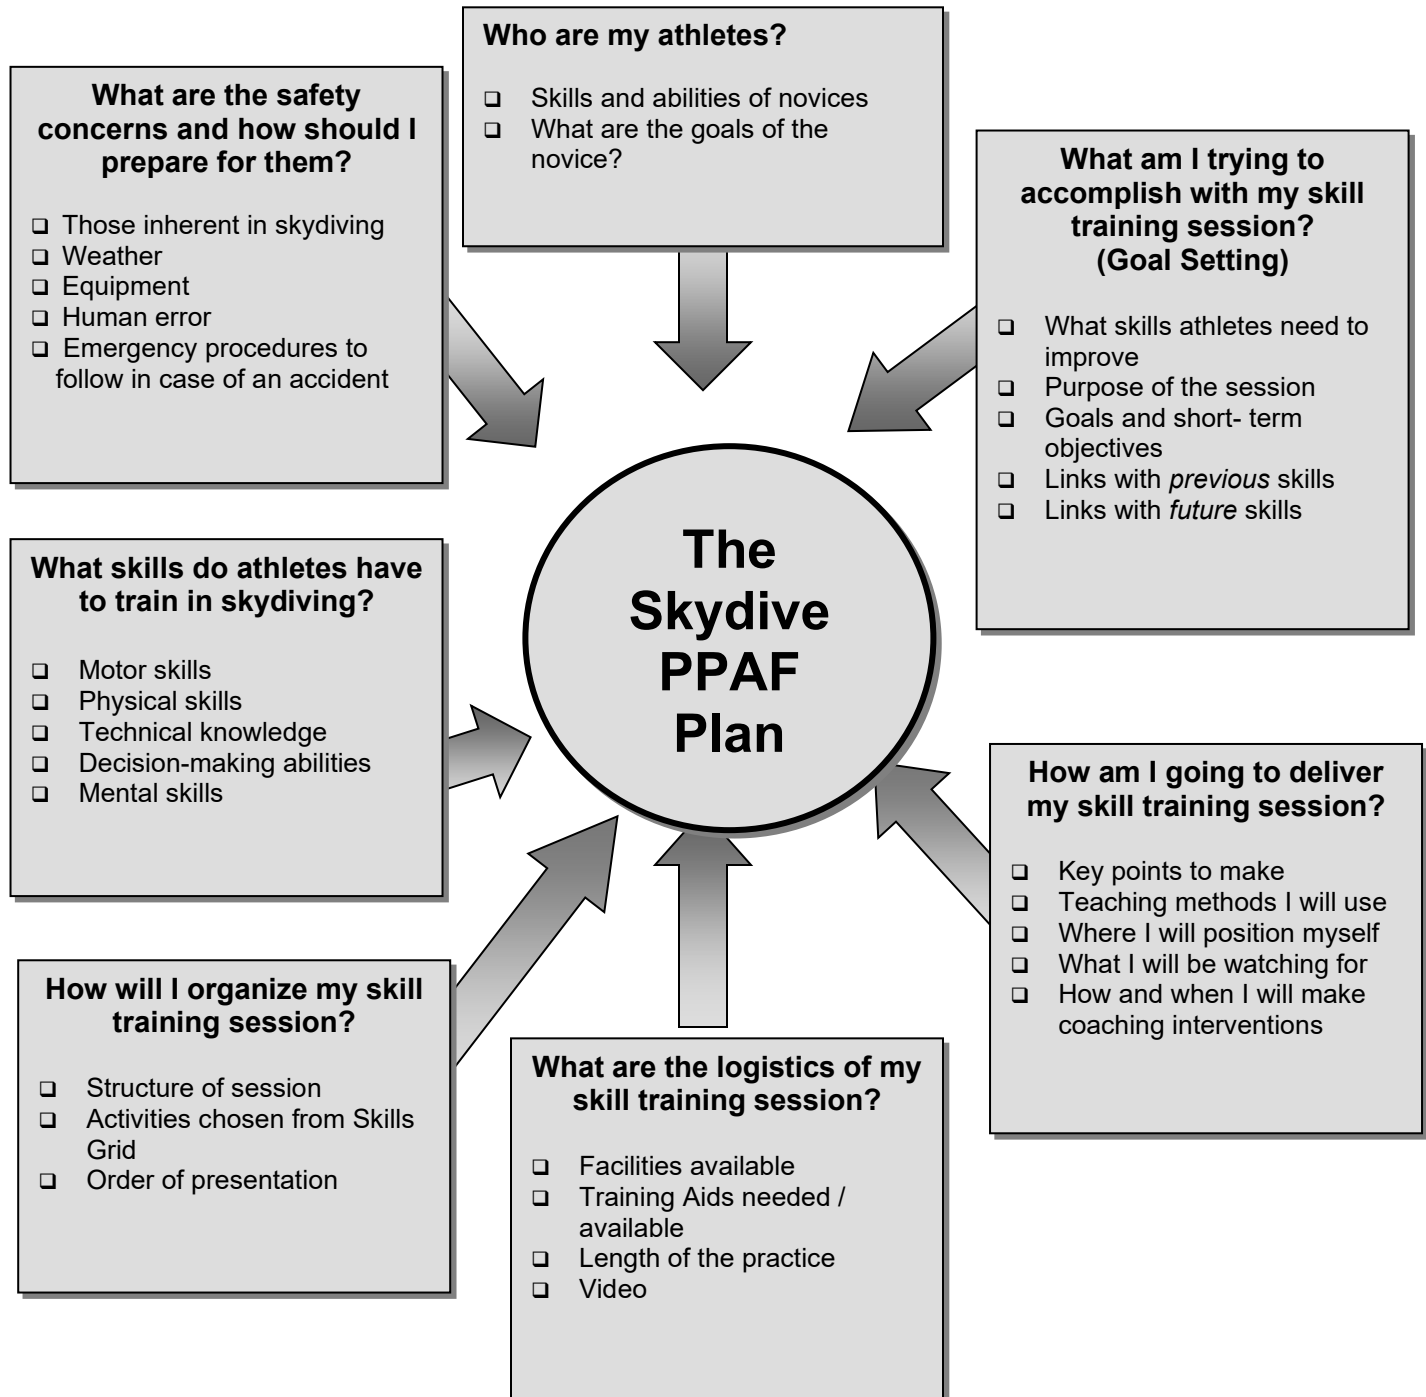 Who are my athletes?
❑ Skills and abilities of novices
❑ What are the goals of the
novice?
What are the safety
concerns and how should I
prepare for them?
❑ Those inherent in skydiving
❑ Weather
❑ Equipment
❑ Human error
❑ Emergency procedures to
follow in case of an accident
What am I trying to
accomplish with my skill
training session?
(Goal Setting)
❑ What skills athletes need to
improve
❑ Purpose of the session
❑ Goals and short- term
objectives
❑ Links with previous skills
❑ Links with future skills
The
Skydive
PPAF
Plan
What skills do athletes have
to train in skydiving?
❑ Motor skills
❑ Physical skills
❑ Technical knowledge
❑ Decision-making abilities
❑ Mental skills
How am I going to deliver
my skill training session?
❑ Key points to make
❑ Teaching methods I will use
❑ Where I will position myself
❑ What I will be watching for
❑ How and when I will make
coaching interventions
How will I organize my skill
training session?
❑ Structure of session
❑ Activities chosen from Skills
Grid
❑ Order of presentation
What are the logistics of my
skill training session?
❑ Facilities available
❑ Training Aids needed /
available
❑ Length of the practice
❑ Video